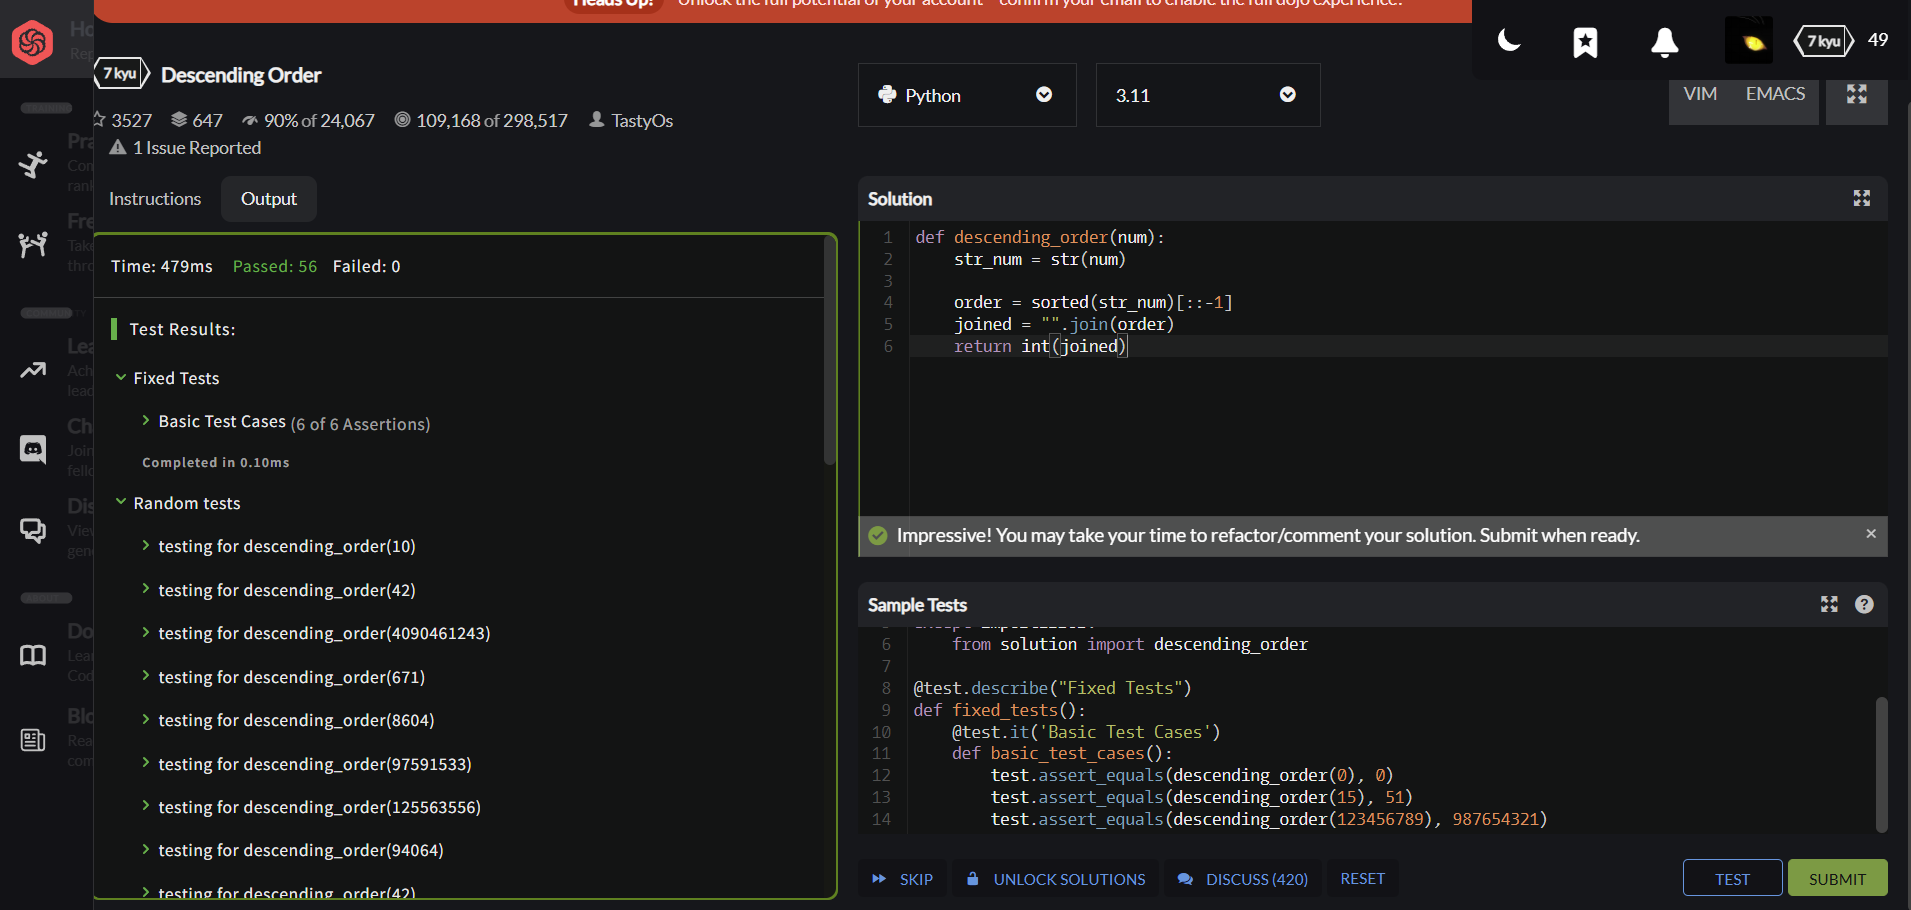 Heads Up! Unlock the full potential of your account - confirm your email to enable the full dojo experience.
7 kyu 49
7 kyu Descending Order
3527 647 90% of 24,067 109,168 of 298,517 TastyOs
1 Issue Reported
Instructions Output
Time: 479ms Passed: 56 Failed: 0
Test Results:
Fixed Tests
Basic Test Cases (6 of 6 Assertions)
Completed in 0.10ms
Random tests
testing for descending_order(10)
testing for descending_order(42)
testing for descending_order(4090461243)
testing for descending_order(671)
testing for descending_order(8604)
testing for descending_order(97591533)
testing for descending_order(125563556)
testing for descending_order(94064)
testing for descending_order(42)
Python 3.11
VIM EMACS
Solution
1 def descending_order(num):
2     str_num = str(num)
3
4     order = sorted(str_num)[::-1]
5     joined = "".join(order)
6     return int(joined)
Impressive! You may take your time to refactor/comment your solution. Submit when ready.
Sample Tests
6     from solution import descending_order
7
8 @test.describe("Fixed Tests")
9 def fixed_tests():
10     @test.it('Basic Test Cases')
11     def basic_test_cases():
12         test.assert_equals(descending_order(0), 0)
13         test.assert_equals(descending_order(15), 51)
14         test.assert_equals(descending_order(123456789), 987654321)
SKIP UNLOCK SOLUTIONS DISCUSS (420) RESET TEST SUBMIT